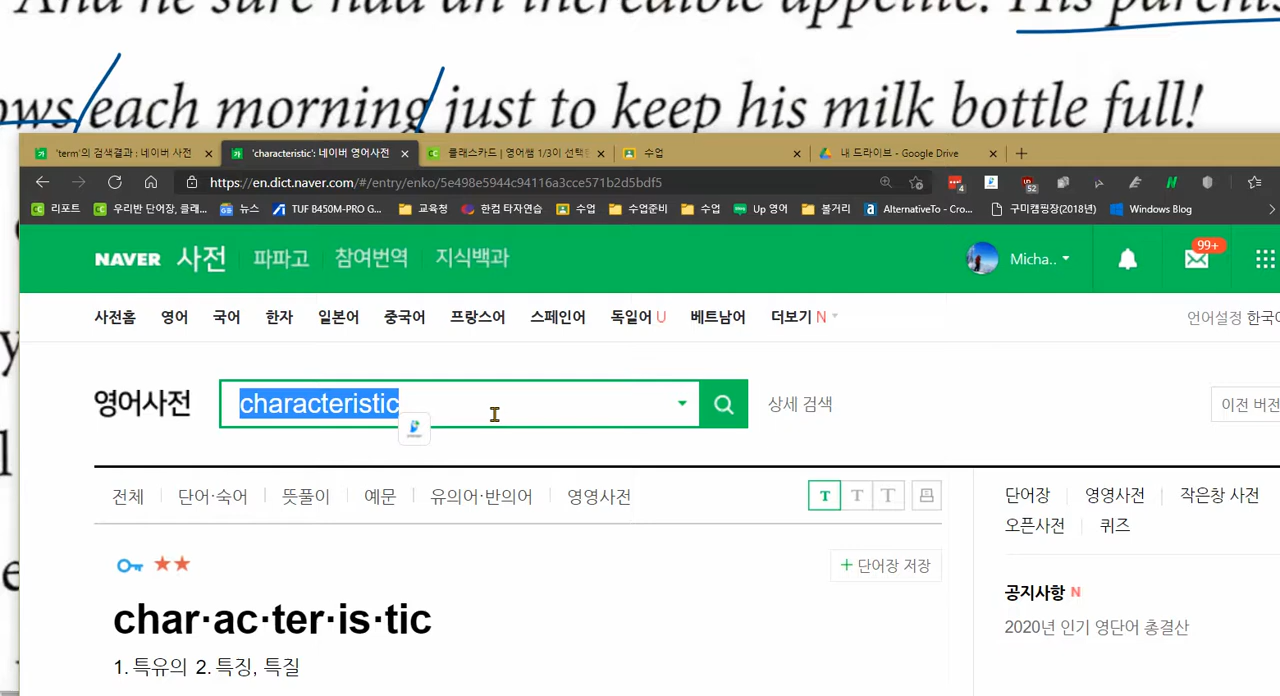 And he sure had an incredible appetite. His parents
ows each morning just to keep his milk bottle full!
'term'의 검색결과 : 네이버 사전
'characteristic': 네이버 영어사전
클래스카드 | 영어쌤 1/3이 선택한
수업
내 드라이브 - Google Drive
https://en.dict.naver.com/#/entry/enko/5e498e5944c94116a3cce571b2d5bdf5
4
52
리포트
우리반 단어장, 클래...
뉴스
TUF B450M-PRO G...
교육청
한컴 타자연습
수업
수업준비
수업
Up 영어
볼거리
AlternativeTo - Cro...
구미캠핑장(2018년)
Windows Blog
NAVER 사전
파파고
참여번역
지식백과
Micha..
99+
사전홈
영어
국어
한자
일본어
중국어
프랑스어
스페인어
독일어 U
베트남어
더보기 N
언어설정 한국어
영어사전
characteristic
상세 검색
이전 버전
전체
단어·숙어
뜻풀이
예문
유의어·반의어
영영사전
T
T
T
단어장
영영사전
작은창 사전
오픈사전
퀴즈
+ 단어장 저장
char·ac·ter·is·tic
1. 특유의 2. 특징, 특질
공지사항 N
2020년 인기 영단어 총결산